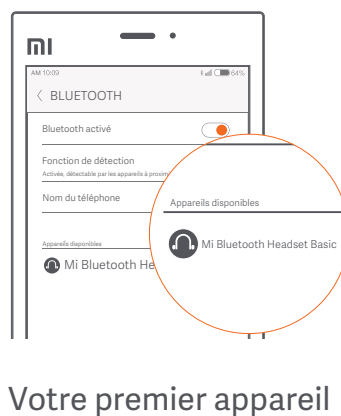 mi
AM 10:09 64%
< BLUETOOTH
Bluetooth activé
Fonction de détection
Activée, détectable par les appareils à proxim
Nom du téléphone
Appareils disponibles
Mi Bluetooth He
Appareils disponibles
Mi Bluetooth Headset Basic
Votre premier appareil